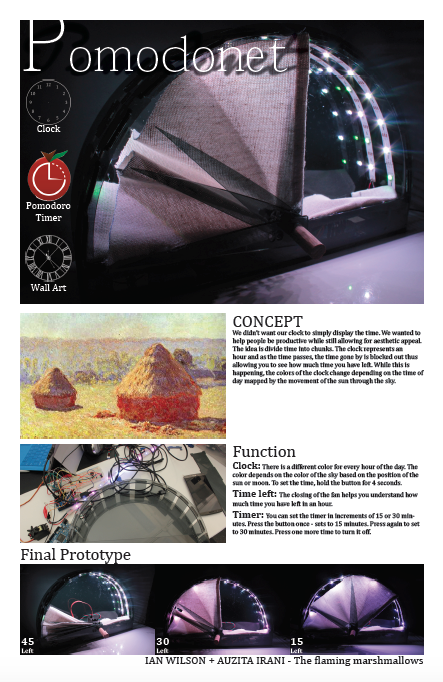 Pomodonet
Clock
Pomodoro
Timer
Wall Art
CONCEPT
We didn't want our clock to simply display the time. We wanted to
help people be productive while still allowing for aesthetic appeal.
The idea is divide time into chunks. The clock represents an
hour and as the time passes, the time gone by is blocked out thus
allowing you to see how much time you have left. While this is
happening, the colors of the clock change depending on the time of
day mapped by the movement of the sun through the sky.
Function
Clock: There is a different color for every hour of the day. The
color depends on the color of the sky based on the position of the
sun or moon. To set the time, hold the button for 4 seconds.
Time left: The closing of the fan helps you understand how
much time you have left in an hour.
Timer: You can set the timer in increments of 15 or 30 min-
utes. Press the button once - sets to 15 minutes. Press again to set
to 30 minutes. Press one more time to turn it off.
Final Prototype
45
Left
30
Left
15
Left
IAN WILSON + AUZITA IRANI - The flaming marshmallows